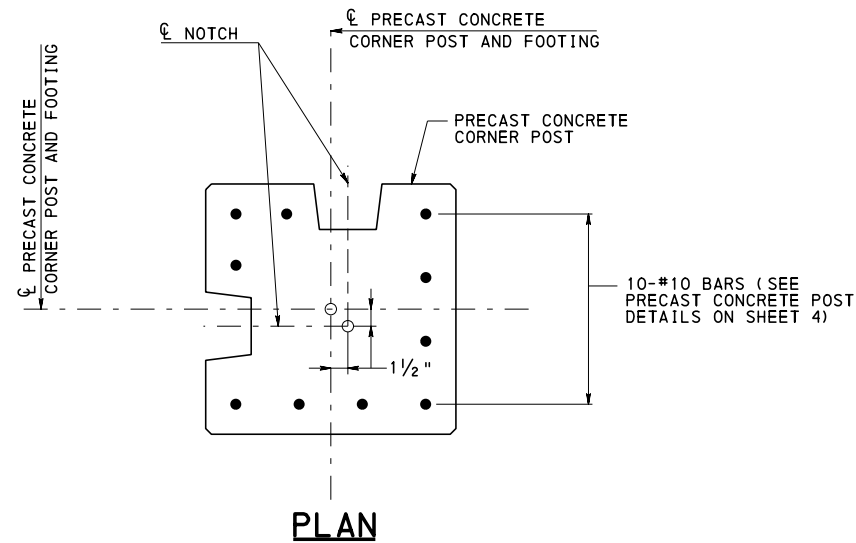 ℄ PRECAST CONCRETE
CORNER POST AND FOOTING
℄ NOTCH
℄ PRECAST CONCRETE
CORNER POST AND FOOTING
PRECAST CONCRETE
CORNER POST
10-#10 BARS (SEE
PRECAST CONCRETE POST
DETAILS ON SHEET 4)
1½"
PLAN